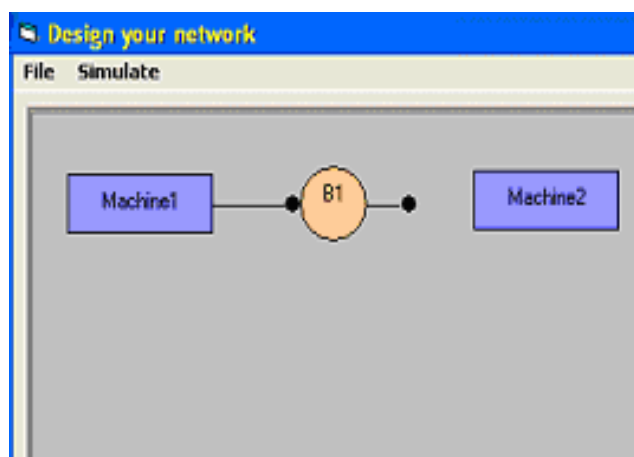 Design your network
File Simulate
Machine1
B1
Machine2